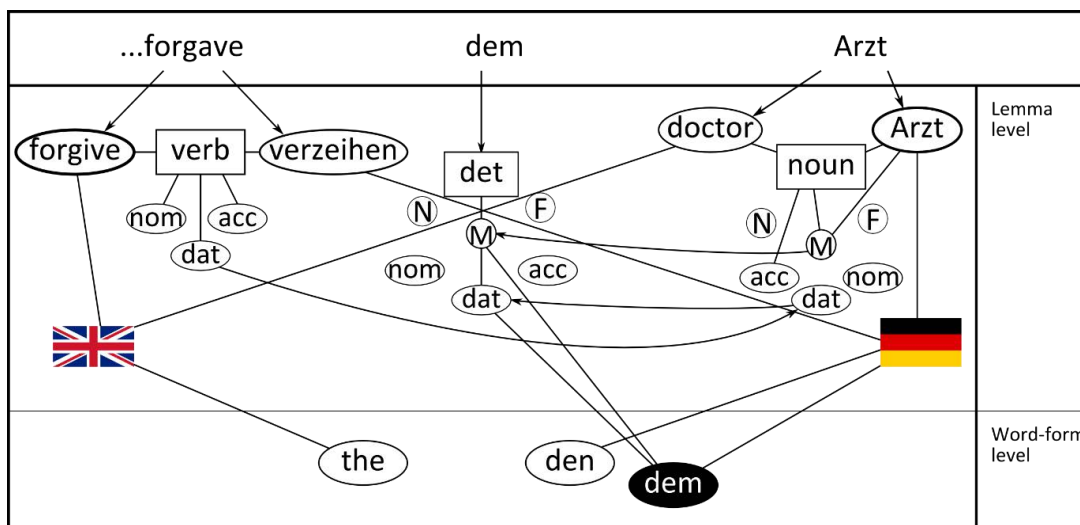 ...forgave dem Arzt
Lemma
level
forgive verb verzeihen det doctor noun Arzt
nom dat acc
N F
M
nom acc
dat
N F
M
acc nom
dat
the den dem
Word-form
level